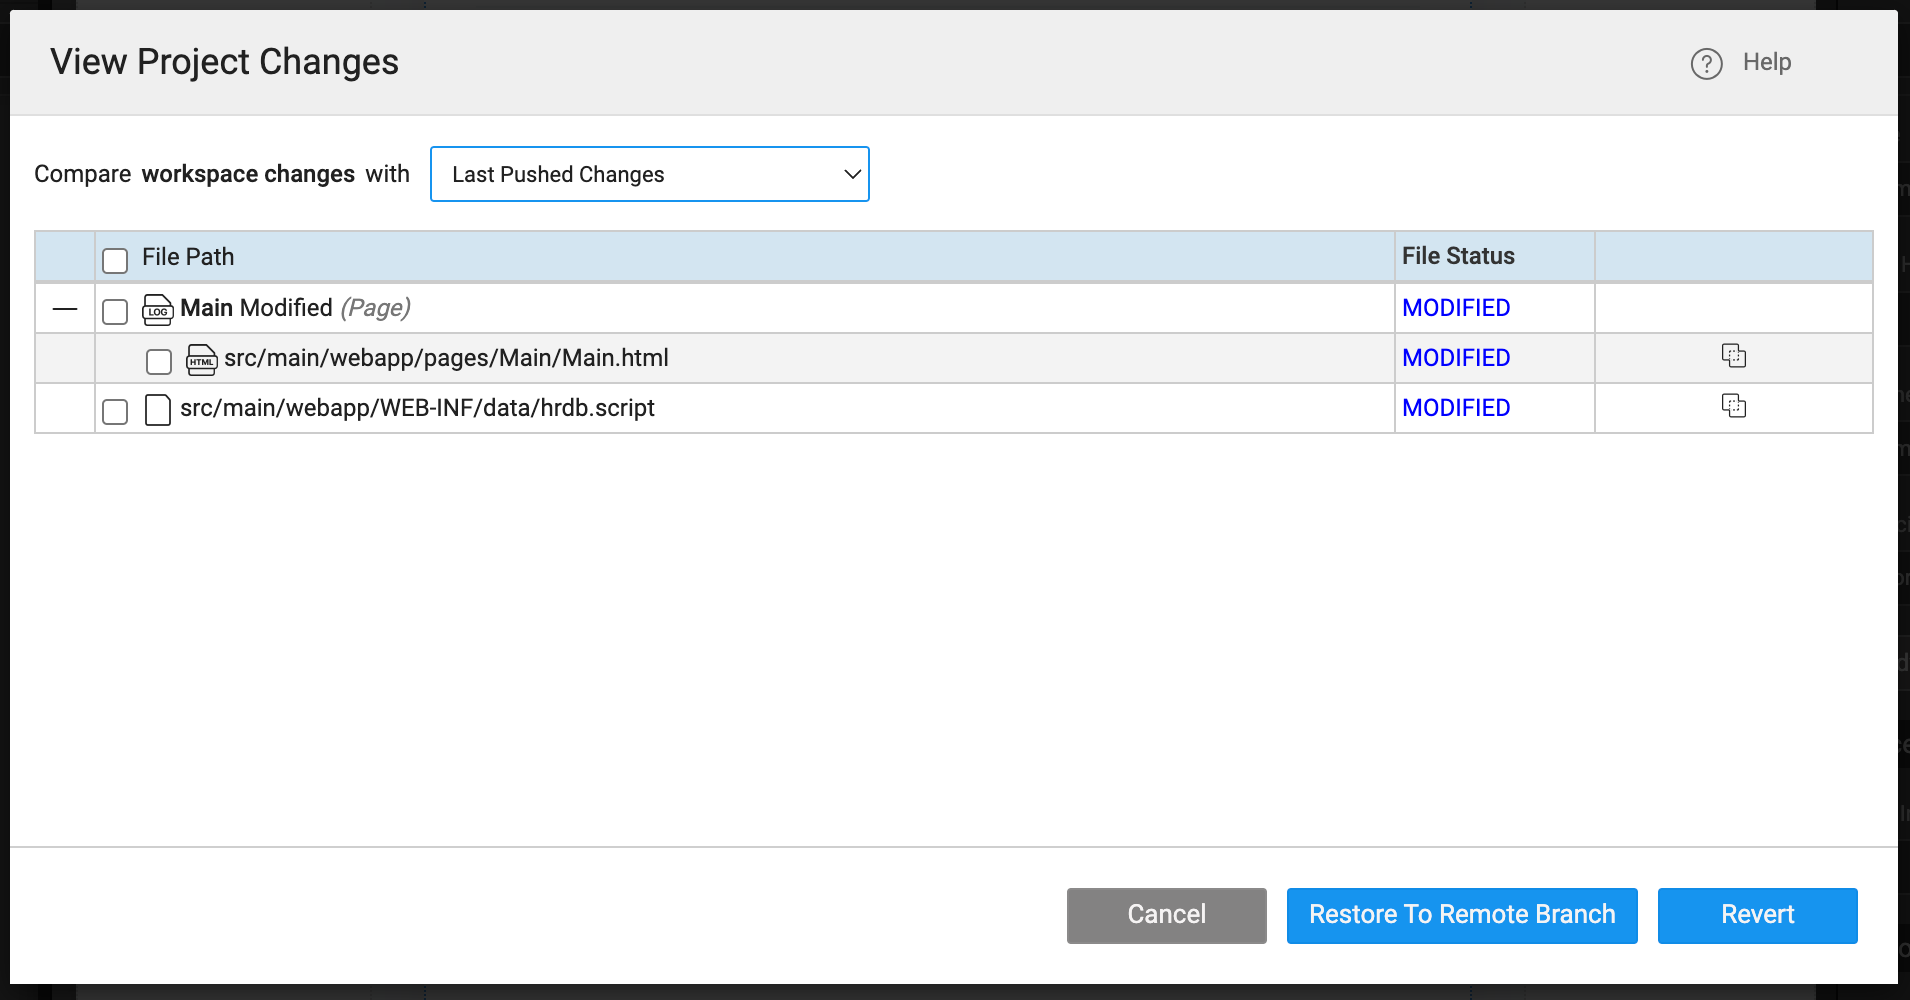 View Project Changes
? Help
Compare workspace changes with Last Pushed Changes
File Path File Status
LOG Main Modified (Page) MODIFIED
HTML src/main/webapp/pages/Main/Main.html MODIFIED
src/main/webapp/WEB-INF/data/hrdb.script MODIFIED
Cancel Restore To Remote Branch Revert